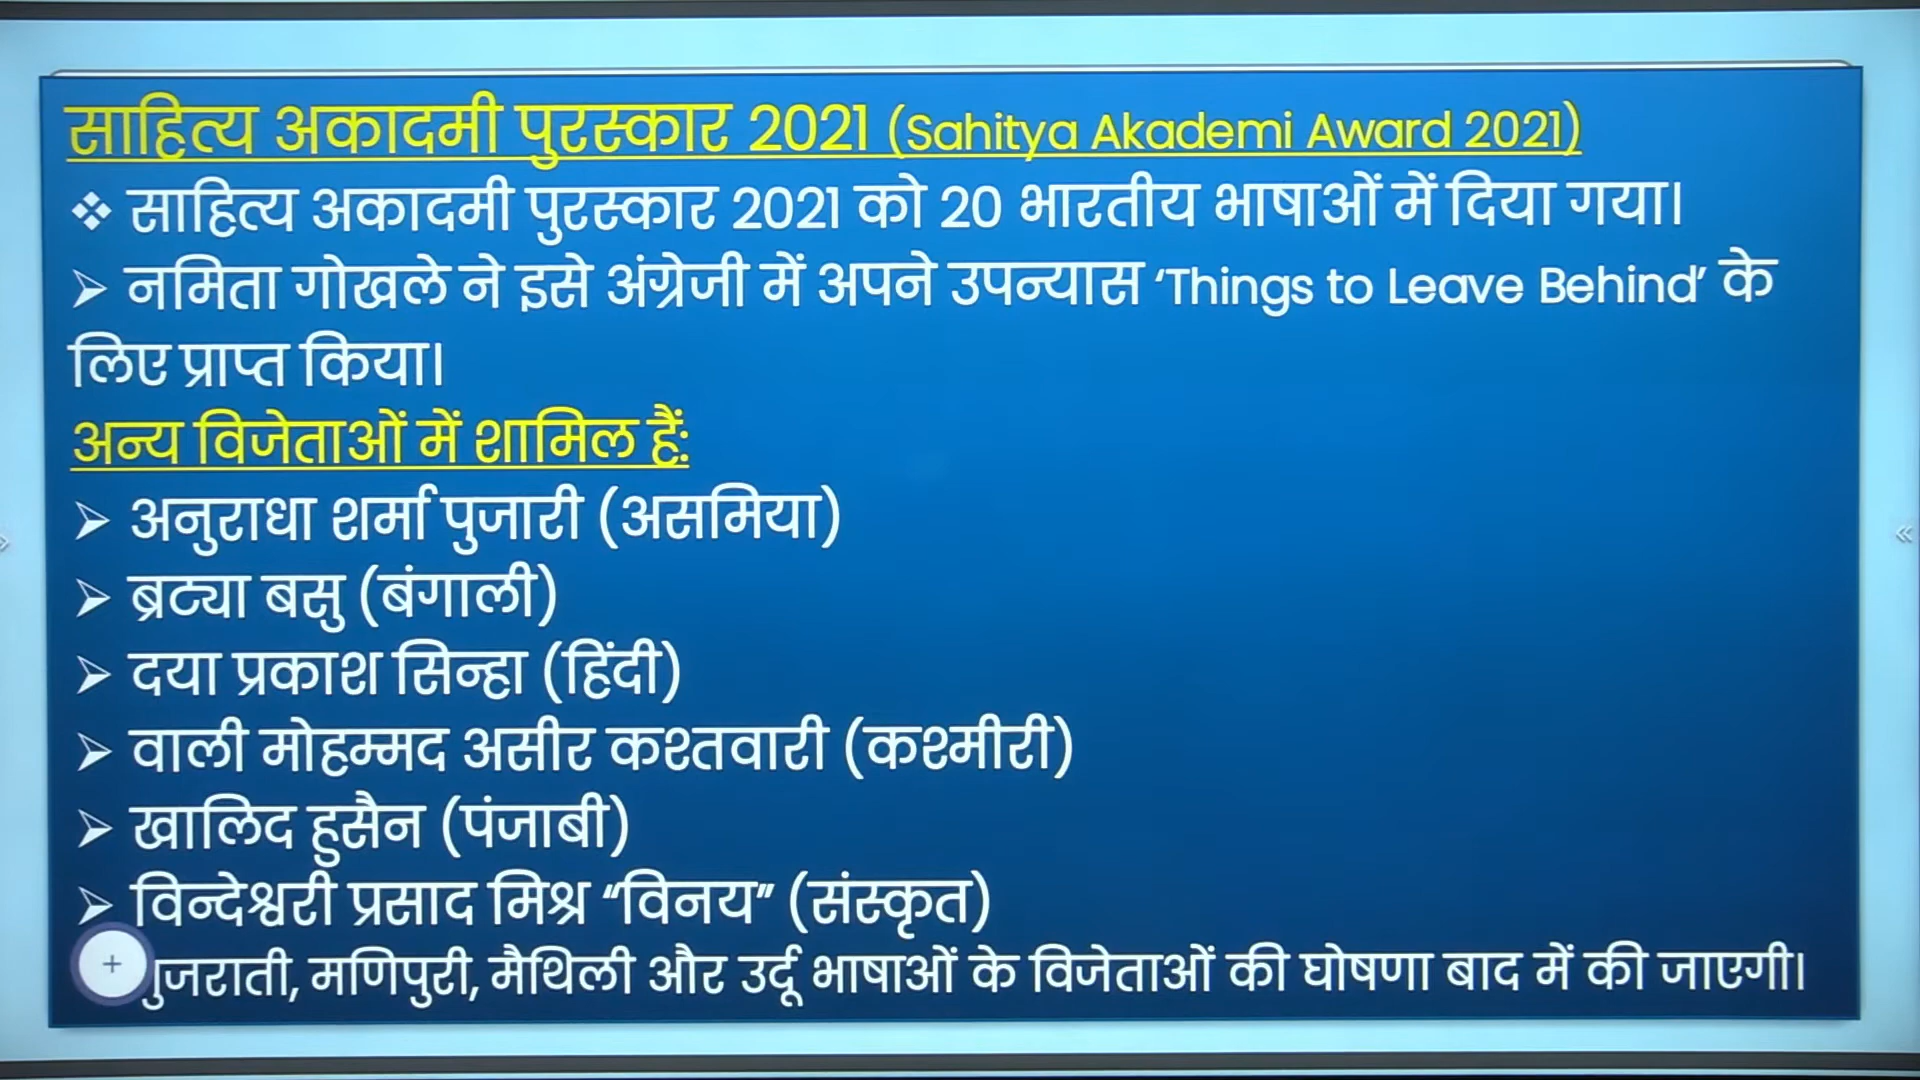 साहित्य अकादमी पुरस्कार 2021 (Sahitya Akademi Award 2021)
❖ साहित्य अकादमी पुरस्कार 2021 को 20 भारतीय भाषाओं में दिया गया।
➢ नमिता गोखले ने इसे अंग्रेजी में अपने उपन्यास ‘Things to Leave Behind’ के
लिए प्राप्त किया।
अन्य विजेताओं में शामिल हैं:
➢ अनुराधा शर्मा पुजारी (असमिया)
➢ ब्रट्या बसु (बंगाली)
➢ दया प्रकाश सिन्हा (हिंदी)
➢ वाली मोहम्मद असीर कश्तवारी (कश्मीरी)
➢ खालिद हुसैन (पंजाबी)
➢ विन्देश्वरी प्रसाद मिश्र “विनय” (संस्कृत)
गुजराती, मणिपुरी, मैथिली और उर्दू भाषाओं के विजेताओं की घोषणा बाद में की जाएगी।